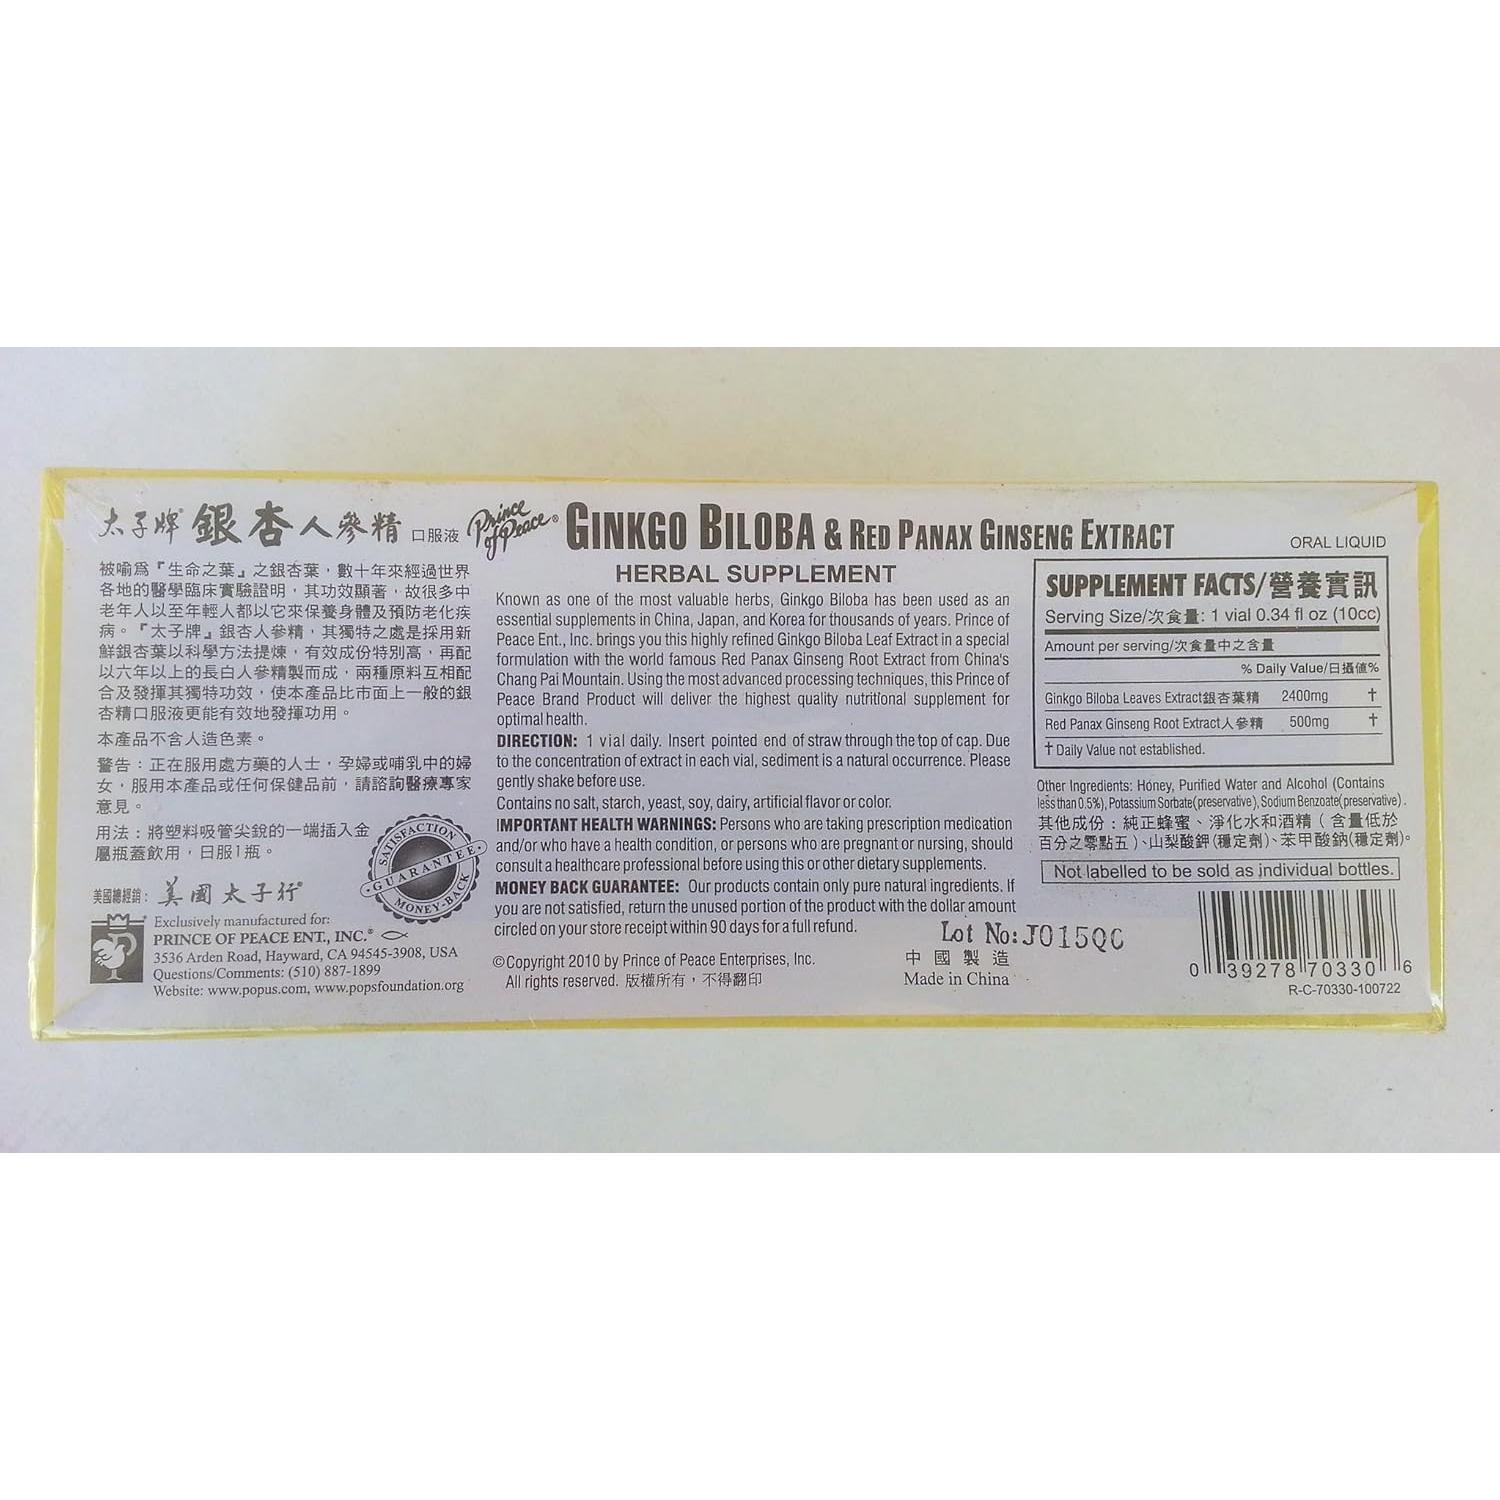 太子牌® 銀杏人參精 口服液
被喻爲『生命之葉』之銀杏葉，數十年來經過世界
各地的醫學臨床實驗證明，其功效顯著，故很多中
老年人以至年輕人都以它來保養身體及預防老化疾
病。『太子牌』銀杏人參精，其獨特之處是採用新
鮮銀杏葉以科學方法提煉，有效成份特別高，再配
以六年以上的長白人參精製而成，兩種原料互相配
合及發揮其獨特功效，使本產品比市面上一般的銀
杏精口服液更能有效地發揮功用。
本產品不含人造色素。
警告：正在服用處方藥的人士，孕婦或哺乳中的婦
女，服用本產品或任何保健品前，請諮詢醫療專家
意見。
用法：將塑料吸管尖銳的一端插入金
屬瓶蓋飲用，日服1瓶。
SATISFACTION
GUARANTEE
MONEY-BACK
美國總經銷：美國太子行®
Exclusively manufactured for:
PRINCE OF PEACE ENT., INC.®
3536 Arden Road, Hayward, CA 94545-3908, USA
Questions/Comments: (510) 887-1899
Website: www.popus.com, www.popsfoundation.org
Prince of Peace® GINKGO BILOBA & RED PANAX GINSENG EXTRACT
HERBAL SUPPLEMENT
Known as one of the most valuable herbs, Ginkgo Biloba has been used as an
essential supplements in China, Japan, and Korea for thousands of years. Prince of
Peace Ent., Inc. brings you this highly refined Ginkgo Biloba Leaf Extract in a special
formulation with the world famous Red Panax Ginseng Root Extract from China's
Chang Pai Mountain. Using the most advanced processing techniques, this Prince of
Peace Brand Product will deliver the highest quality nutritional supplement for
optimal health.
DIRECTION: 1 vial daily. Insert pointed end of straw through the top of cap. Due
to the concentration of extract in each vial, sediment is a natural occurrence. Please
gently shake before use.
Contains no salt, starch, yeast, soy, dairy, artificial flavor or color.
IMPORTANT HEALTH WARNINGS: Persons who are taking prescription medication
and/or who have a health condition, or persons who are pregnant or nursing, should
consult a healthcare professional before using this or other dietary supplements.
MONEY BACK GUARANTEE: Our products contain only pure natural ingredients. If
you are not satisfied, return the unused portion of the product with the dollar amount
circled on your store receipt within 90 days for a full refund.
©Copyright 2010 by Prince of Peace Enterprises, Inc.
All rights reserved. 版權所有，不得翻印
Lot No:J015QC
中國製造
Made in China
ORAL LIQUID
SUPPLEMENT FACTS/營養實訊
Serving Size/次食量: 1 vial 0.34 fl oz (10cc)
Amount per serving/次食量中之含量
% Daily Value/日攝值%
Ginkgo Biloba Leaves Extract銀杏葉精 2400mg †
Red Panax Ginseng Root Extract人參精 500mg †
† Daily Value not established.
Other Ingredients: Honey, Purified Water and Alcohol (Contains
less than 0.5%), Potassium Sorbate(preservative), Sodium Benzoate(preservative).
其他成份：純正蜂蜜、淨化水和酒精（含量低於
百分之零點五）、山梨酸鉀(穩定劑)、苯甲酸鈉(穩定劑)。
Not labelled to be sold as individual bottles.
0 39278 70330 6
R-C-70330-100722